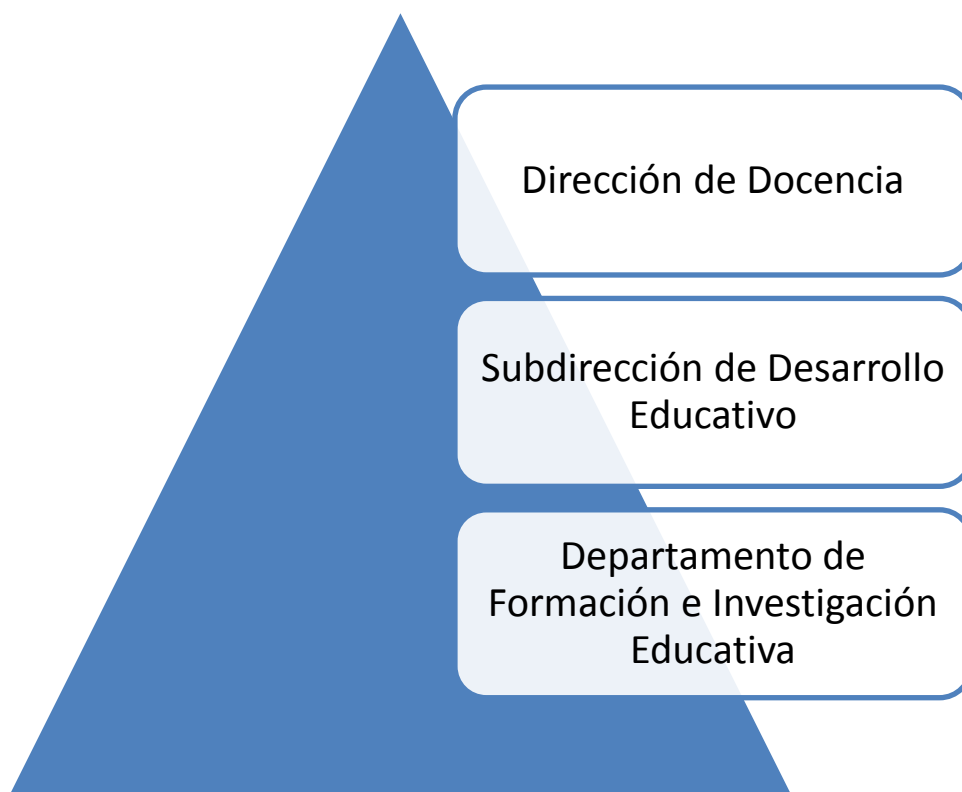 Dirección de Docencia
Subdirección de Desarrollo
Educativo
Departamento de
Formación e Investigación
Educativa